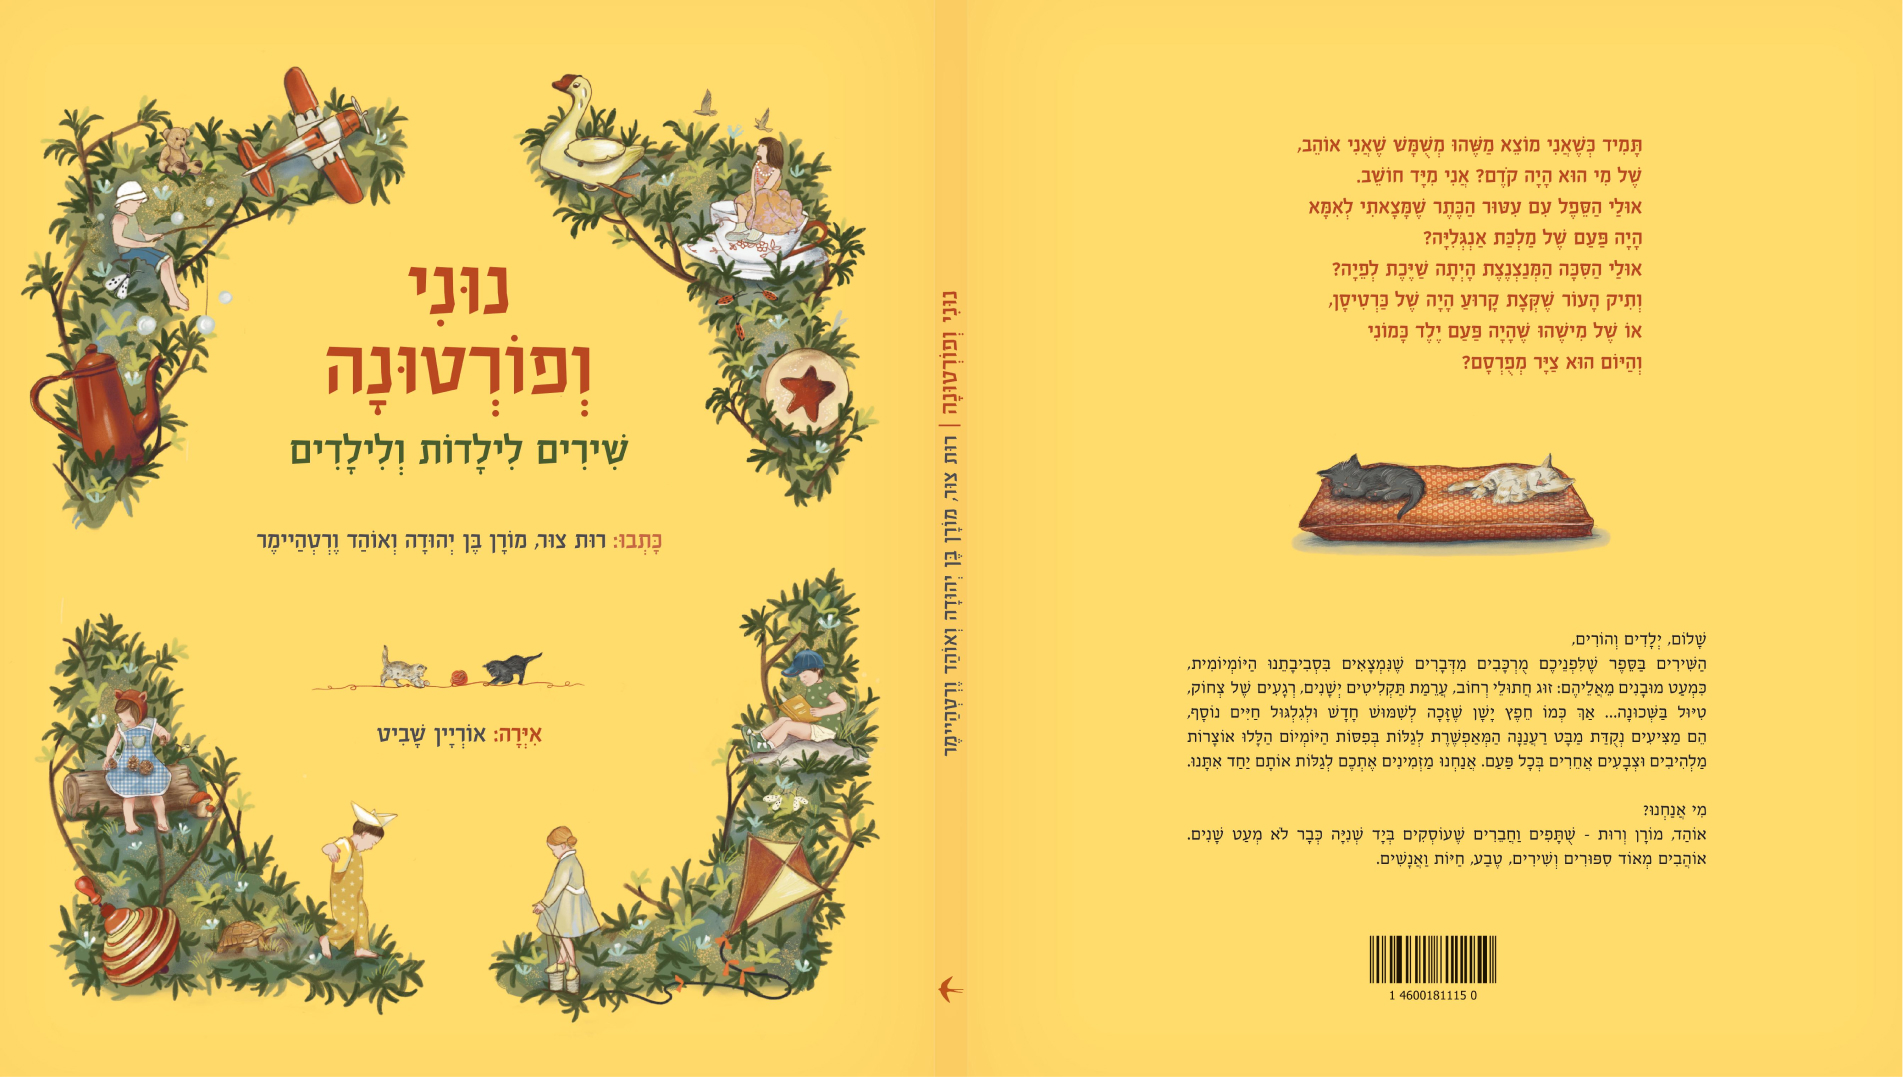 נוּנִי
וְפוֹרְטוּנָה
שִׁירִים לִילָדוֹת וְלִילָדִים
כָּתְבוּ: רוּת צוּר, מוֹרָן בֶּן יְהוּדָה וְאוֹהַד וֶרְטְהַיימֶר
אִיְּרָה: אוֹרְיָין שָׁבִיט
נוּנִי וְפוֹרְטוּנָה | רוּת צוּר, מוֹרָן בֶּן יְהוּדָה וְאוֹהַד וֶרְטְהַיימֶר
תָּמִיד כְּשֶׁאֲנִי מוֹצֵא מַשֶּׁהוּ מְשֻׁמָּשׁ שֶׁאֲנִי אוֹהֵב,
שֶׁל מִי הוּא הָיָה קֹדֶם? אֲנִי מִיָּד חוֹשֵׁב.
אוּלַי הַסֵּפֶל עִם עִטּוּר הַכֶּתֶר שֶׁמָּצָאתִי לְאִמָּא
הָיָה פַּעַם שֶׁל מַלְכַּת אַנְגְּלִיָּה?
אוּלַי הַסִּכָּה הַמְּנַצְנֶצֶת הָיְתָה שַׁיֶּכֶת לְפֵיָה?
וְתִיק הָעוֹר שֶׁקְּצָת קָרוּעַ הָיָה שֶׁל כַּרְטִיסָן,
אוֹ שֶׁל מִישֶׁהוּ שֶׁהָיָה פַּעַם יֶלֶד כָּמוֹנִי
וְהַיּוֹם הוּא צַיָּר מְפֻרְסָם?
שָׁלוֹם, יְלָדִים וְהוֹרִים,
הַשִּׁירִים בַּסֵּפֶר שֶׁלִּפְנֵיכֶם מֻרְכָּבִים מִדְּבָרִים שֶׁנִּמְצָאִים בִּסְבִיבָתֵנוּ הַיּוֹמְיוֹמִית,
כִּמְעַט מוּבָנִים מֵאֲלֵיהֶם: זוּג חֲתוּלֵי רְחוֹב, עֲרֵמַת תַּקְלִיטִים יְשָׁנִים, רְגָעִים שֶׁל צְחוֹק,
טִיּוּל בַּשְּׁכוּנָה... אַךְ כְּמוֹ חֵפֶץ יָשָׁן שֶׁזָּכָה לְשִׁמּוּשׁ חָדָשׁ וּלְגִלְגּוּל חַיִּים נוֹסָף,
הֵם מַצִּיעִים נְקֻדַּת מַבָּט רַעֲנַנָּה הַמְּאַפְשֶׁרֶת לְגַלּוֹת בְּפִסּוֹת הַיּוֹמְיוֹם הַלָּלוּ אוֹצָרוֹת
מַלְהִיבִים וּצְבָעִים אֲחֵרִים בְּכָל פַּעַם. אֲנַחְנוּ מַזְמִינִים אֶתְכֶם לְגַלּוֹת אוֹתָם יַחַד אִתָּנוּ.
מִי אֲנַחְנוּ?
אוֹהַד, מוֹרָן וְרוּת - שֻׁתָּפִים וַחֲבֵרִים שֶׁעוֹסְקִים בְּיָד שְׁנִיָּה כְּבָר לֹא מְעַט שָׁנִים.
אוֹהֲבִים מְאוֹד סִפּוּרִים וְשִׁירִים, טֶבַע, חַיּוֹת וַאֲנָשִׁים.
1 4600181115 0